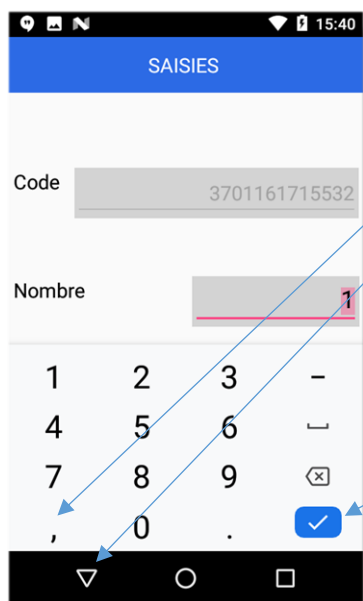 15:40
SAISIES
Code 3701161715532
Nombre 1
1 2 3 -
4 5 6
7 8 9
, 0 .